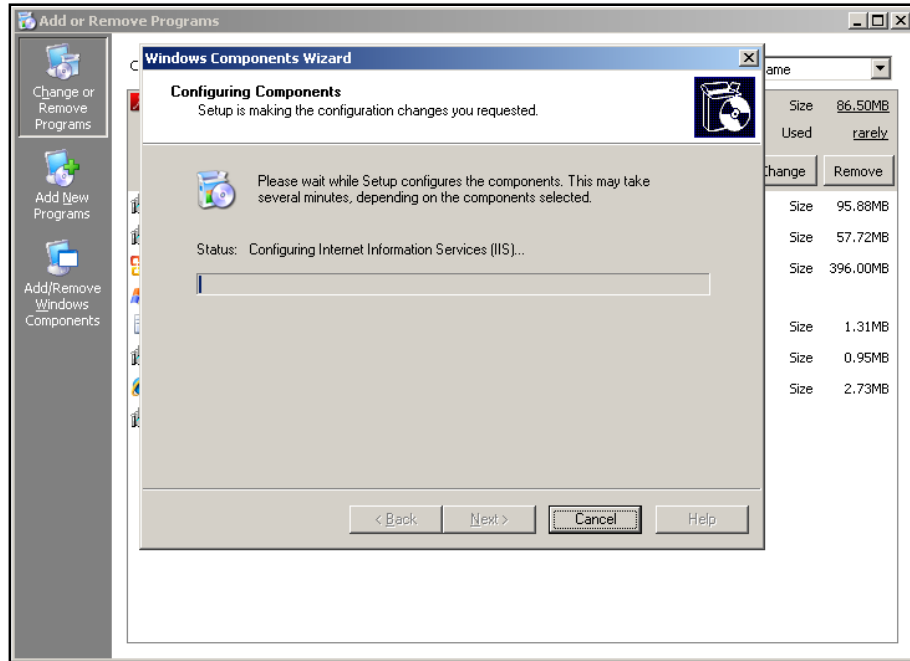 Add or Remove Programs
Change or
Remove
Programs
Add New
Programs
Add/Remove
Windows
Components
C
Windows Components Wizard
Configuring Components
Setup is making the configuration changes you requested.
Please wait while Setup configures the components. This may take
several minutes, depending on the components selected.
Status: Configuring Internet Information Services (IIS)...
< Back Next > Cancel Help
ame
Size 86.50MB
Used rarely
Change Remove
Size 95.88MB
Size 57.72MB
Size 396.00MB
Size 1.31MB
Size 0.95MB
Size 2.73MB